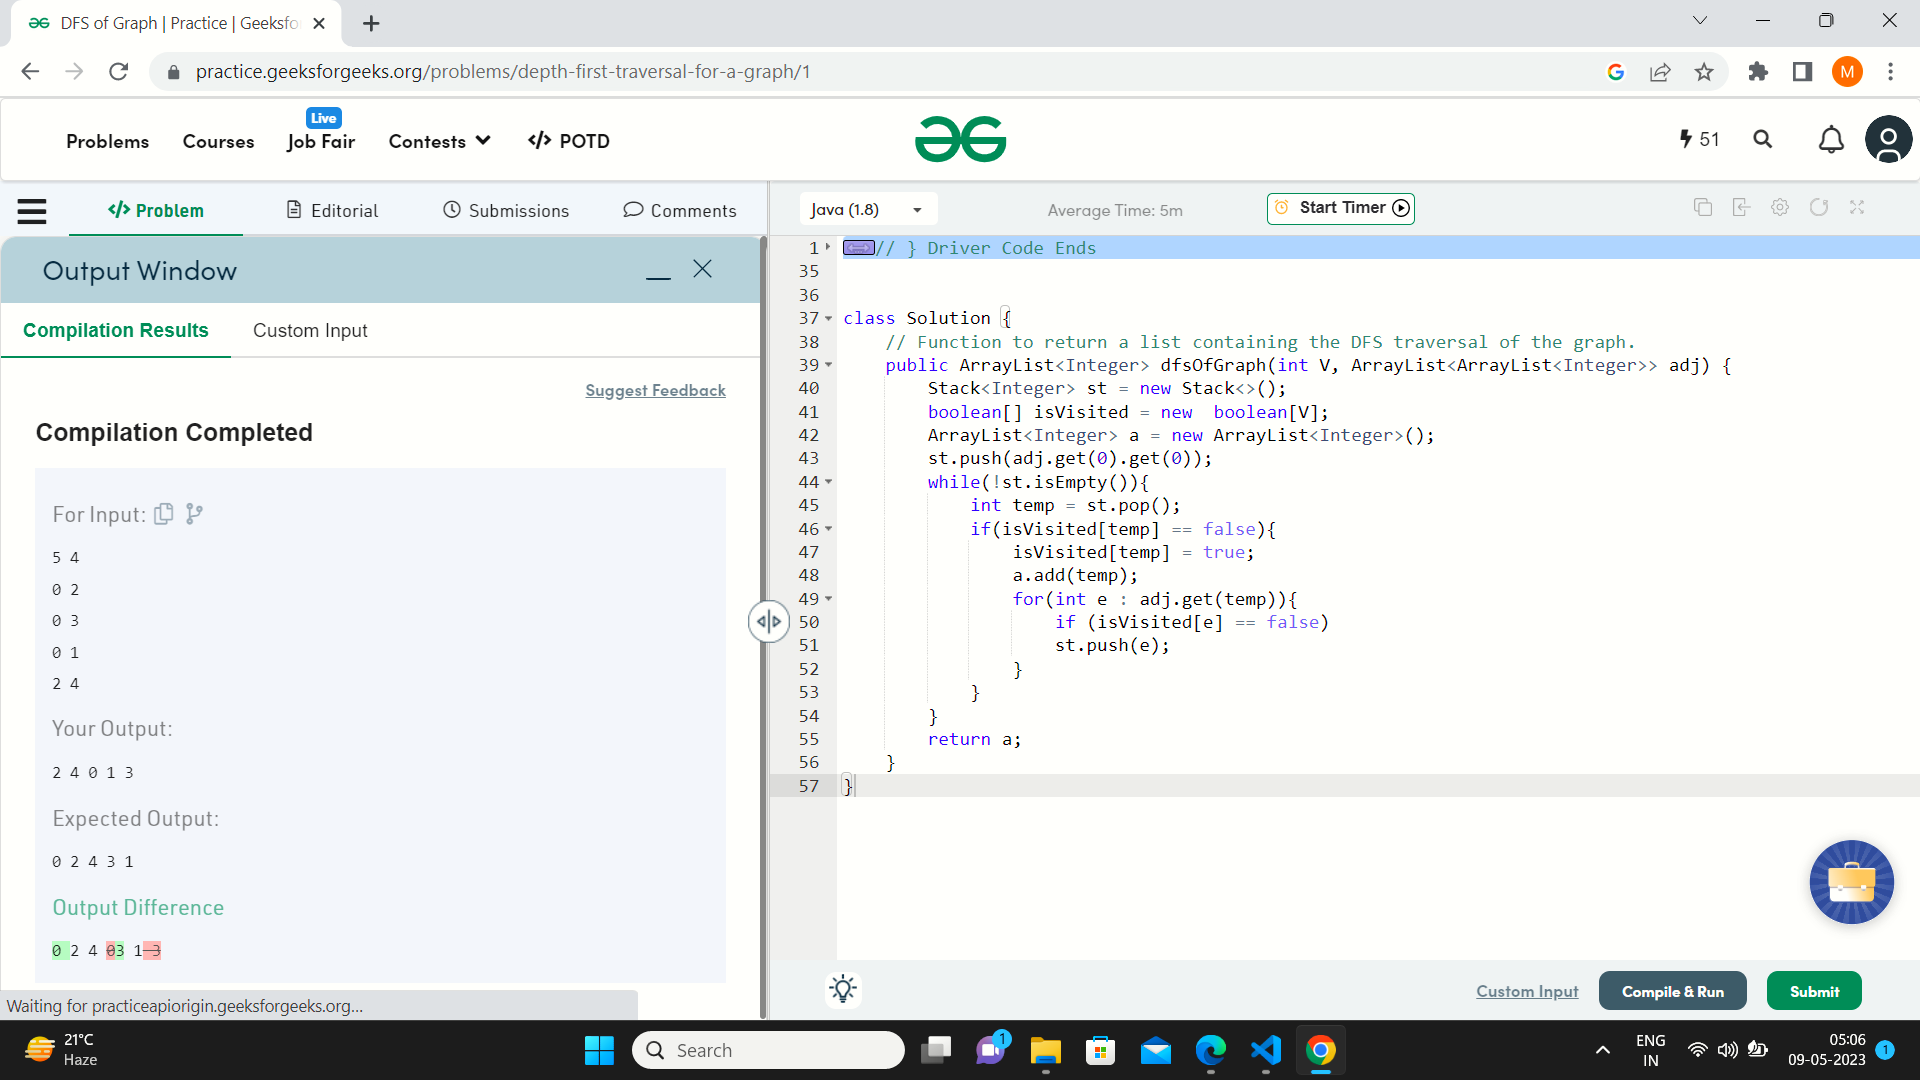 DFS of Graph | Practice | Geeksfo
practice.geeksforgeeks.org/problems/depth-first-traversal-for-a-graph/1
M
Live
Problems Courses Job Fair Contests </> POTD
51
</> Problem Editorial Submissions Comments
Java (1.8) Average Time: 5m Start Timer
Output Window
Compilation Results Custom Input
Suggest Feedback
Compilation Completed
For Input:
5 4
0 2
0 3
0 1
2 4
Your Output:
2 4 0 1 3
Expected Output:
0 2 4 3 1
Output Difference
0 2 4 03 1 3
Waiting for practiceapiorigin.geeksforgeeks.org...
1 // } Driver Code Ends
35
36
37 class Solution {
38 // Function to return a list containing the DFS traversal of the graph.
39 public ArrayList<Integer> dfsOfGraph(int V, ArrayList<ArrayList<Integer>> adj) {
40 Stack<Integer> st = new Stack<>();
41 boolean[] isVisited = new  boolean[V];
42 ArrayList<Integer> a = new ArrayList<Integer>();
43 st.push(adj.get(0).get(0));
44 while(!st.isEmpty()){
45 int temp = st.pop();
46 if(isVisited[temp] == false){
47 isVisited[temp] = true;
48 a.add(temp);
49 for(int e : adj.get(temp)){
50 if (isVisited[e] == false)
51 st.push(e);
52 }
53 }
54 }
55 return a;
56 }
57 }
Custom Input Compile & Run Submit
21°C
Haze
Search
1
ENG
IN
05:06
09-05-2023
1